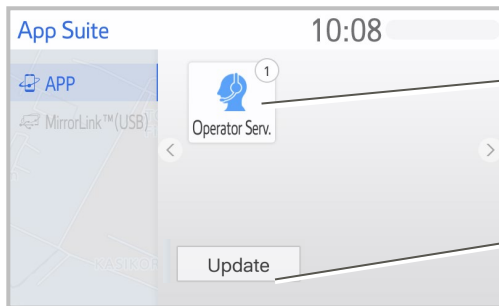 App Suite 10:08
APP
MirrorLink™(USB)
1
Operator Serv.
Update